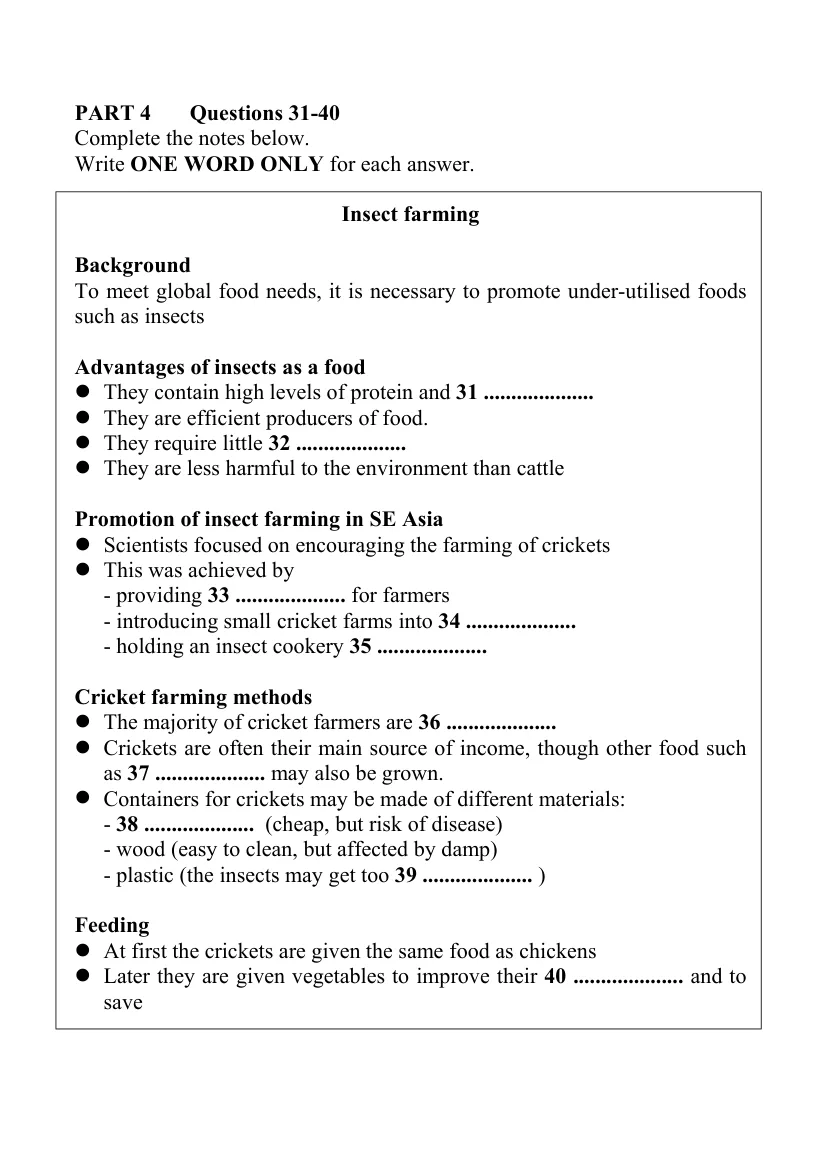 PART 4 Questions 31-40
Complete the notes below.
Write ONE WORD ONLY for each answer.
Insect farming
Background
To meet global food needs, it is necessary to promote under-utilised foods
such as insects
Advantages of insects as a food
● They contain high levels of protein and 31 ....................
● They are efficient producers of food.
● They require little 32 ....................
● They are less harmful to the environment than cattle
Promotion of insect farming in SE Asia
● Scientists focused on encouraging the farming of crickets
● This was achieved by
- providing 33 .................... for farmers
- introducing small cricket farms into 34 ....................
- holding an insect cookery 35 ....................
Cricket farming methods
● The majority of cricket farmers are 36 ....................
● Crickets are often their main source of income, though other food such
as 37 .................... may also be grown.
● Containers for crickets may be made of different materials:
- 38 .................... (cheap, but risk of disease)
- wood (easy to clean, but affected by damp)
- plastic (the insects may get too 39 .................... )
Feeding
● At first the crickets are given the same food as chickens
● Later they are given vegetables to improve their 40 .................... and to
save